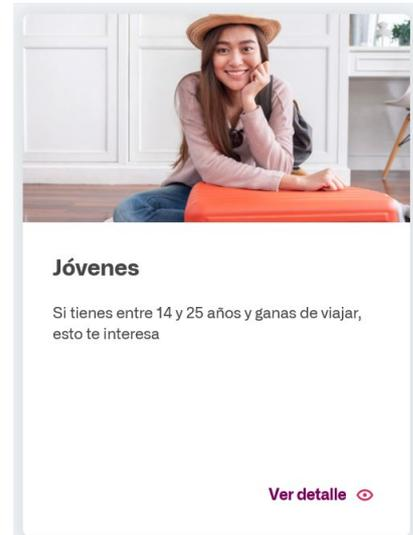 Jóvenes
Si tienes entre 14 y 25 años y ganas de viajar,
esto te interesa
Ver detalle